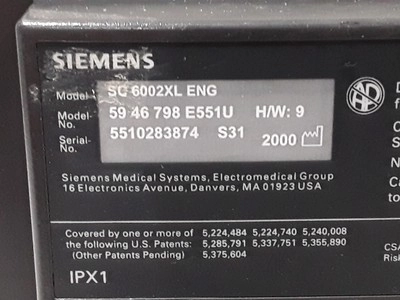 SIEMENS
Model SC 6002XL ENG
Model-No. 59 46 798 E551U H/W: 9
Serial-No. 5510283874 S31 2000
Siemens Medical Systems, Electromedical Group
16 Electronics Avenue, Danvers, MA 01923 USA
Covered by one or more of 5,224,484 5,224,740 5,240,008
the following U.S. Patents: 5,285,791 5,337,751 5,355,890
(Other Patents Pending) 5,375,604
IPX1
CSA
Risk